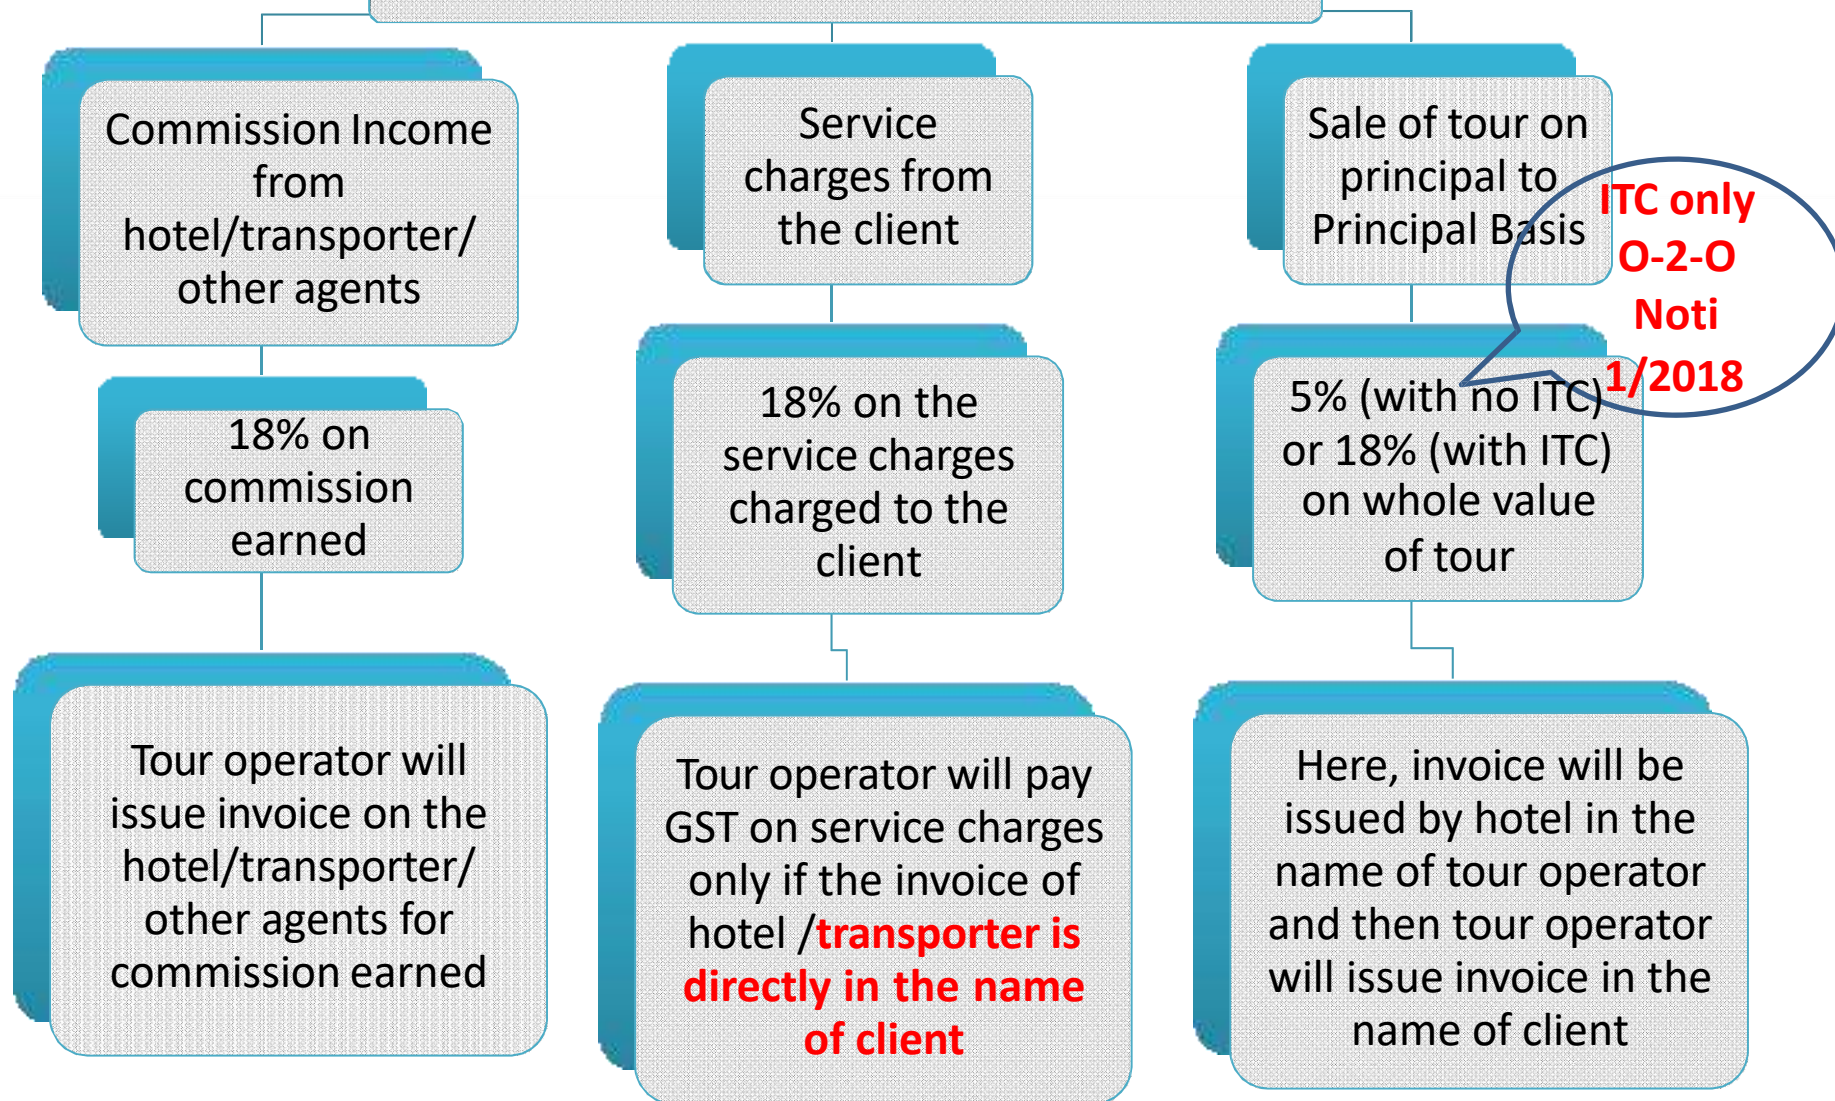 Commission Income
from
hotel/transporter/
other agents
18% on
commission
earned
Tour operator will
issue invoice on the
hotel/transporter/
other agents for
commission earned
Service
charges from
the client
18% on the
service charges
charged to the
client
Tour operator will pay
GST on service charges
only if the invoice of
hotel /transporter is
directly in the name
of client
Sale of tour on
principal to
Principal Basis
ITC only
O-2-O
Noti
1/2018
5% (with no ITC)
or 18% (with ITC)
on whole value
of tour
Here, invoice will be
issued by hotel in the
name of tour operator
and then tour operator
will issue invoice in the
name of client